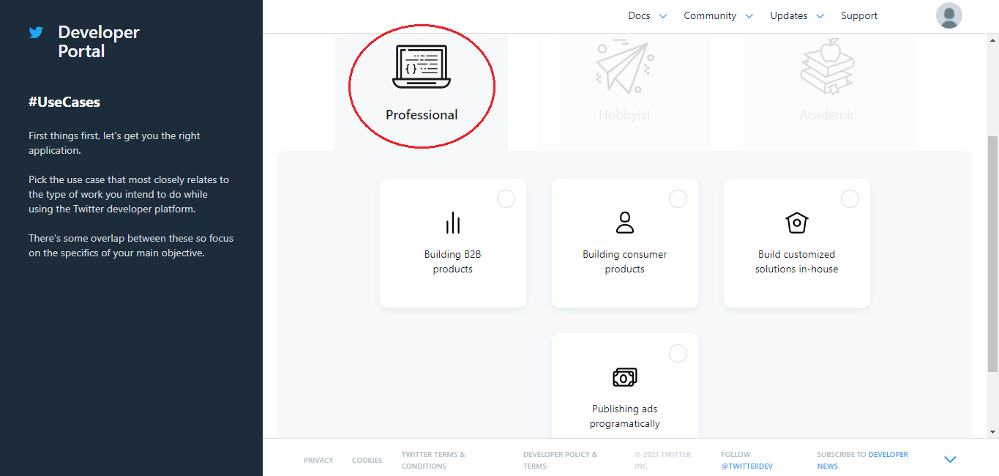 Developer
Portal
#UseCases
First things first, let's get you the right
application.
Pick the use case that most closely relates to
the type of work you intend to do while
using the Twitter developer platform.
There's some overlap between these so focus
on the specifics of your main objective.
Docs
Community
Updates
Support
{}
Professional
Hobbyist
Academic
Building B2B
products
Building consumer
products
Build customized
solutions in-house
Publishing ads
programatically
PRIVACY
COOKIES
TWITTER TERMS &
CONDITIONS
DEVELOPER POLICY &
TERMS
© 2021 TWITTER
INC.
FOLLOW
@TWITTERDEV
SUBSCRIBE TO DEVELOPER
NEWS